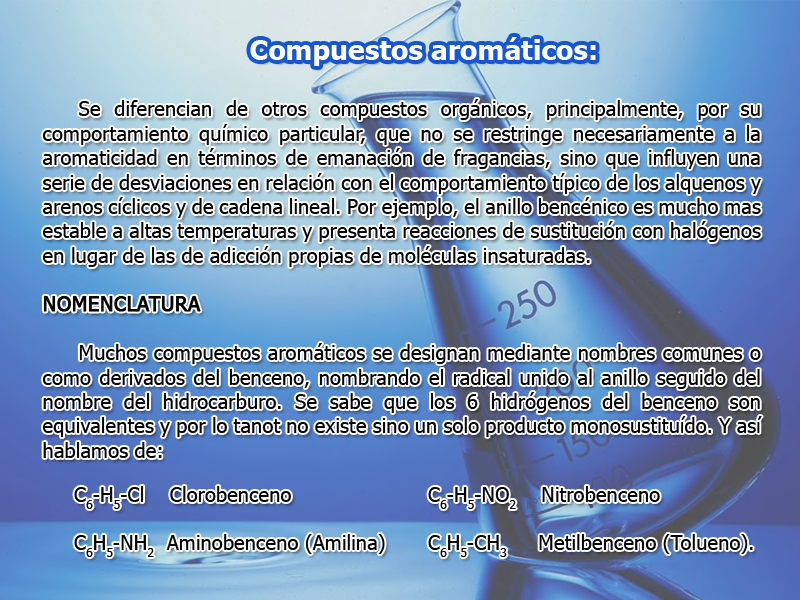 Compuestos aromáticos:
Se diferencian de otros compuestos orgánicos, principalmente, por su
comportamiento químico particular, que no se restringe necesariamente a la
aromaticidad en términos de emanación de fragancias, sino que influyen una
serie de desviaciones en relación con el comportamiento típico de los alquenos y
arenos cíclicos y de cadena lineal. Por ejemplo, el anillo bencénico es mucho mas
estable a altas temperaturas y presenta reacciones de sustitución con halógenos
en lugar de las de adicción propias de moléculas insaturadas.
NOMENCLATURA
Muchos compuestos aromáticos se designan mediante nombres comunes o
como derivados del benceno, nombrando el radical unido al anillo seguido del
nombre del hidrocarburo. Se sabe que los 6 hidrógenos del benceno son
equivalentes y por lo tanot no existe sino un solo producto monosustituído. Y así
hablamos de:
C₆-H₅-Cl Clorobenceno C₆-H₅-NO₂ Nitrobenceno
C₆H₅-NH₂ Aminobenceno (Amilina) C₆H₅-CH₃ Metilbenceno (Tolueno).
250
150